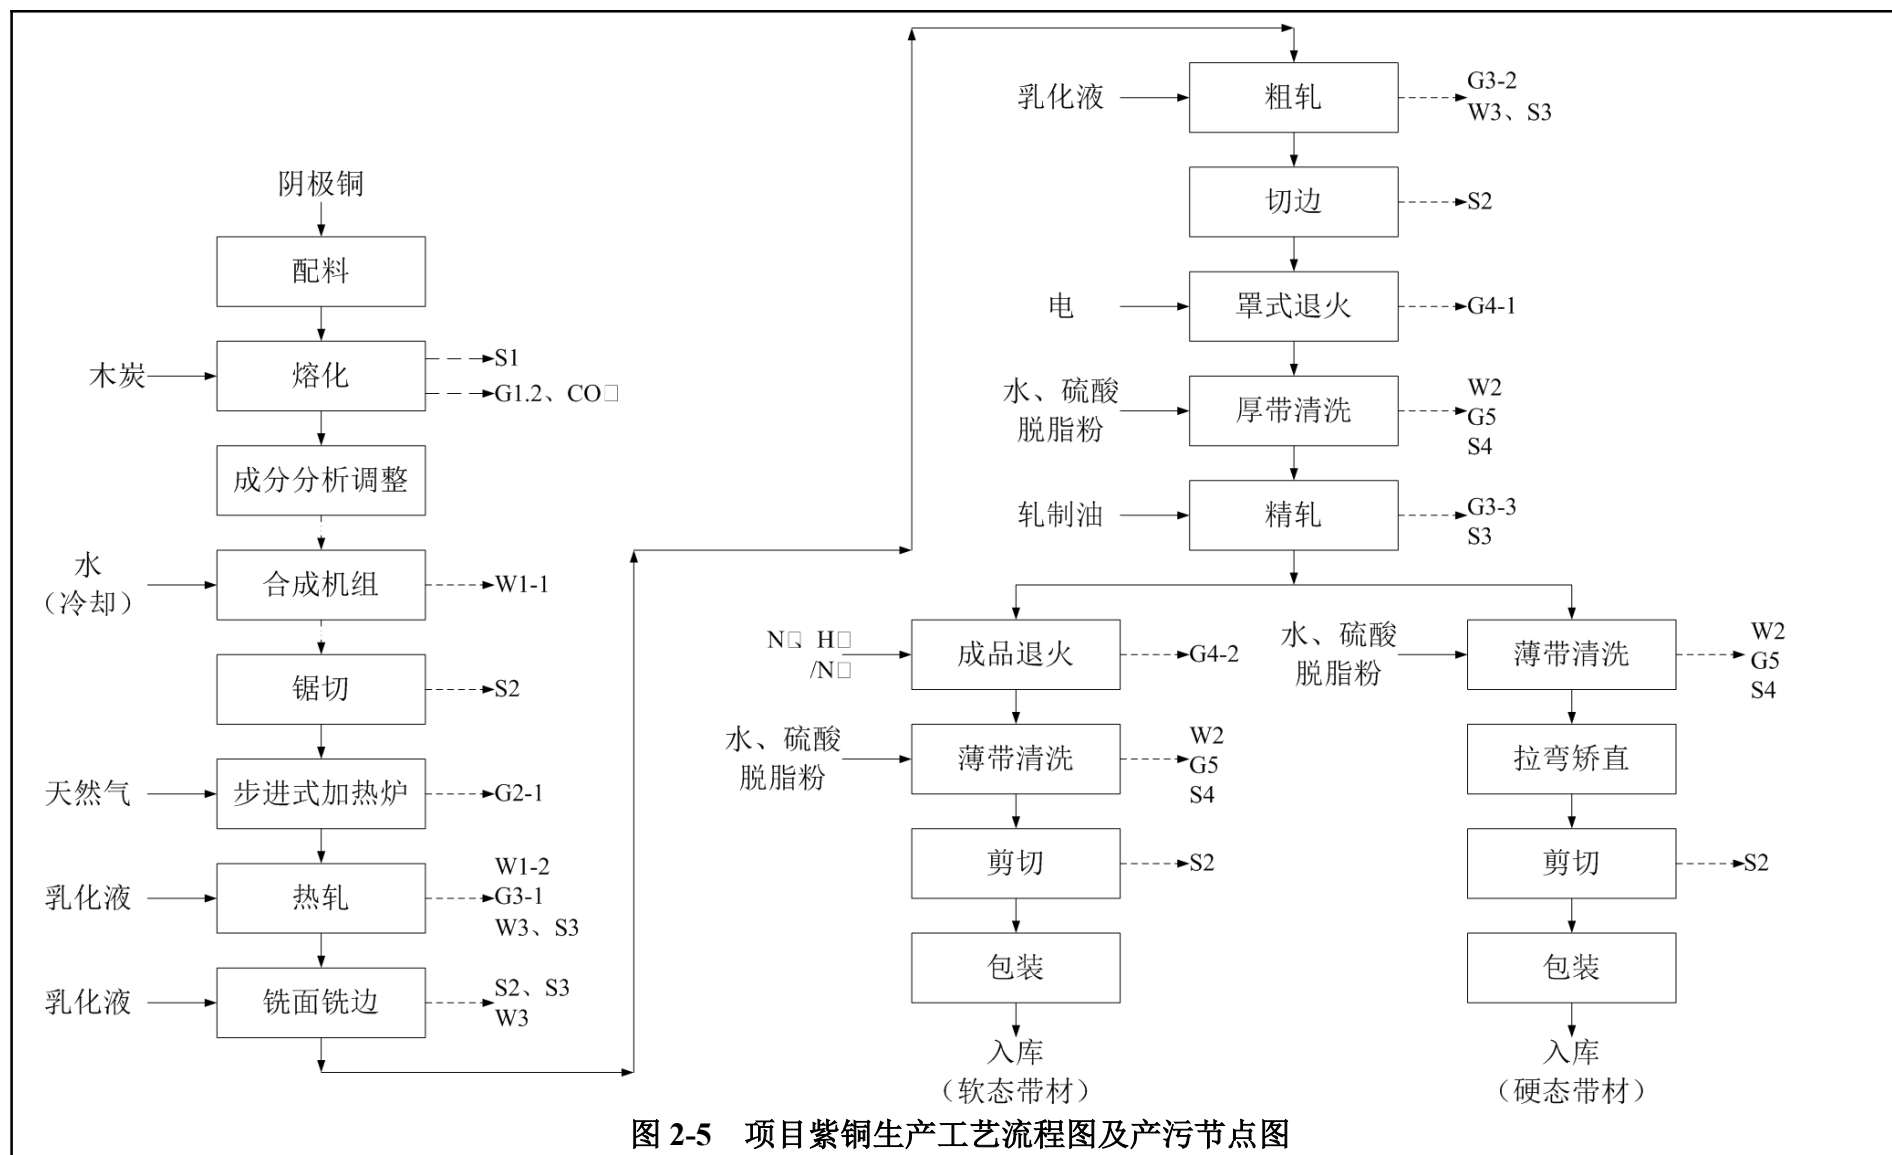 阴极铜
配料
木炭
熔化
S1
G1.2、CO□
成分分析调整
水
（冷却）
合成机组
W1-1
锯切
S2
天然气
步进式加热炉
G2-1
乳化液
热轧
W1-2
G3-1
W3、S3
乳化液
铣面铣边
S2、S3
W3
乳化液
粗轧
G3-2
W3、S3
切边
S2
电
罩式退火
G4-1
水、硫酸
脱脂粉
厚带清洗
W2
G5
S4
轧制油
精轧
G3-3
S3
N□、H□
/N□
成品退火
G4-2
水、硫酸
脱脂粉
薄带清洗
W2
G5
S4
剪切
S2
包装
入库
（软态带材）
水、硫酸
脱脂粉
薄带清洗
W2
G5
S4
拉弯矫直
剪切
S2
包装
入库
（硬态带材）
图 2-5 项目紫铜生产工艺流程图及产污节点图